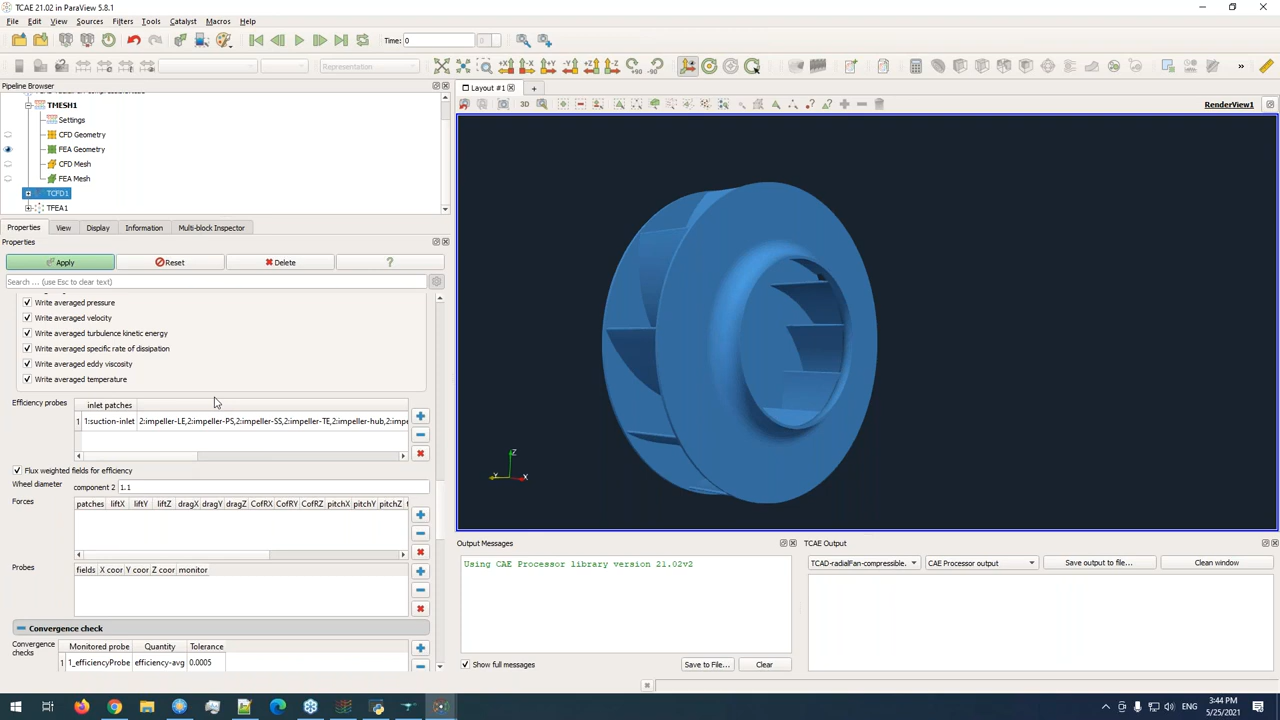 TCAE 21.02 in ParaView 5.8.1
File Edit View Sources Filters Tools Catalyst Macros Help
Time: 0
Representation
Pipeline Browser
Layout #1
3D
RenderView1
TMESH1
Settings
CFD Geometry
FEA Geometry
CFD Mesh
FEA Mesh
TCFD1
TFEA1
Properties View Display Information Multi-block Inspector
Properties
Apply Reset Delete ?
Search ... (use Esc to clear text)
Write averaged pressure
Write averaged velocity
Write averaged turbulence kinetic energy
Write averaged specific rate of dissipation
Write averaged eddy viscosity
Write averaged temperature
Efficiency probes
inlet patches
1 1:suction-inlet 2:impeller-LE,2:impeller-PS,2:impeller-SS,2:impeller-TE,2:impeller-hub,2:impe
Flux weighted fields for efficiency
Wheel diameter component 2 1.1
Forces
patches liftX liftY liftZ dragX dragY dragZ CofRX CofRY CofRZ pitchX pitchY pitchZ
Probes
fields X coor Y coor Z coor monitor
Convergence check
Convergence checks
Monitored probe Quantity Tolerance
1 1_efficiencyProbe efficiency-avg 0.0005
Z
Y
X
Output Messages
Using CAE Processor library version 21.02v2
Show full messages
Save to File...
Clear
TCAE Output
TCAD-radialFan-compressible.
CAE Processor output
Save output to file...
Clean window
ENG
3:44 PM
5/25/2021